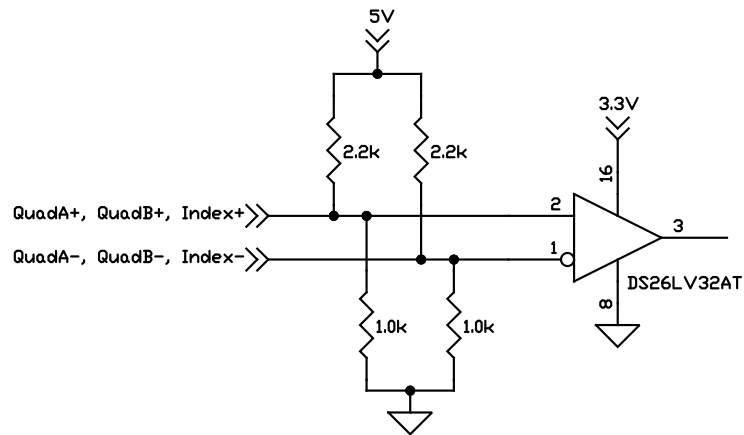 5V
3.3V
2.2k
2.2k
16
QuadA+, QuadB+, Index+
2
3
QuadA-, QuadB-, Index-
1
DS26LV32AT
8
1.0k
1.0k